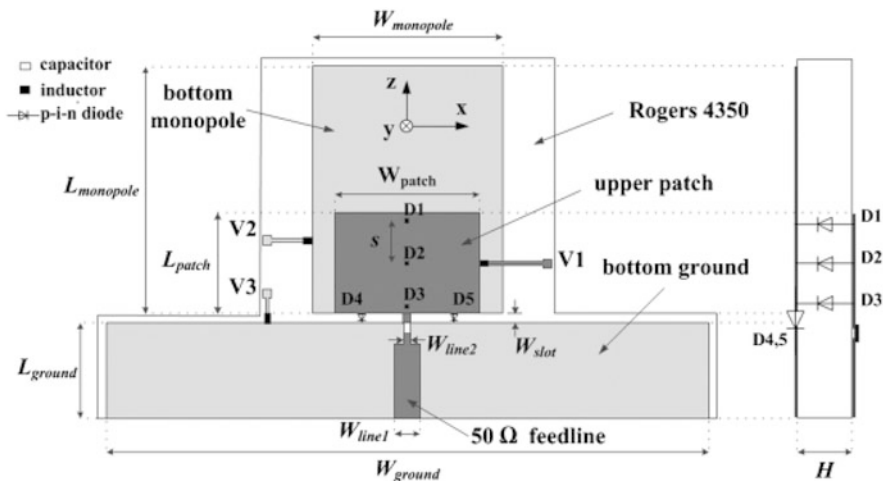 W_monopole
capacitor
inductor
p-i-n diode
bottom
monopole
z
x
y
Rogers 4350
L_monopole
W_patch
upper patch
D1
D1
V2
s
D2
V1
D2
L_patch
bottom ground
V3
D3
D3
D4
D5
D4,5
L_ground
W_line2
W_slot
W_line1
50 Ω feedline
W_ground
H